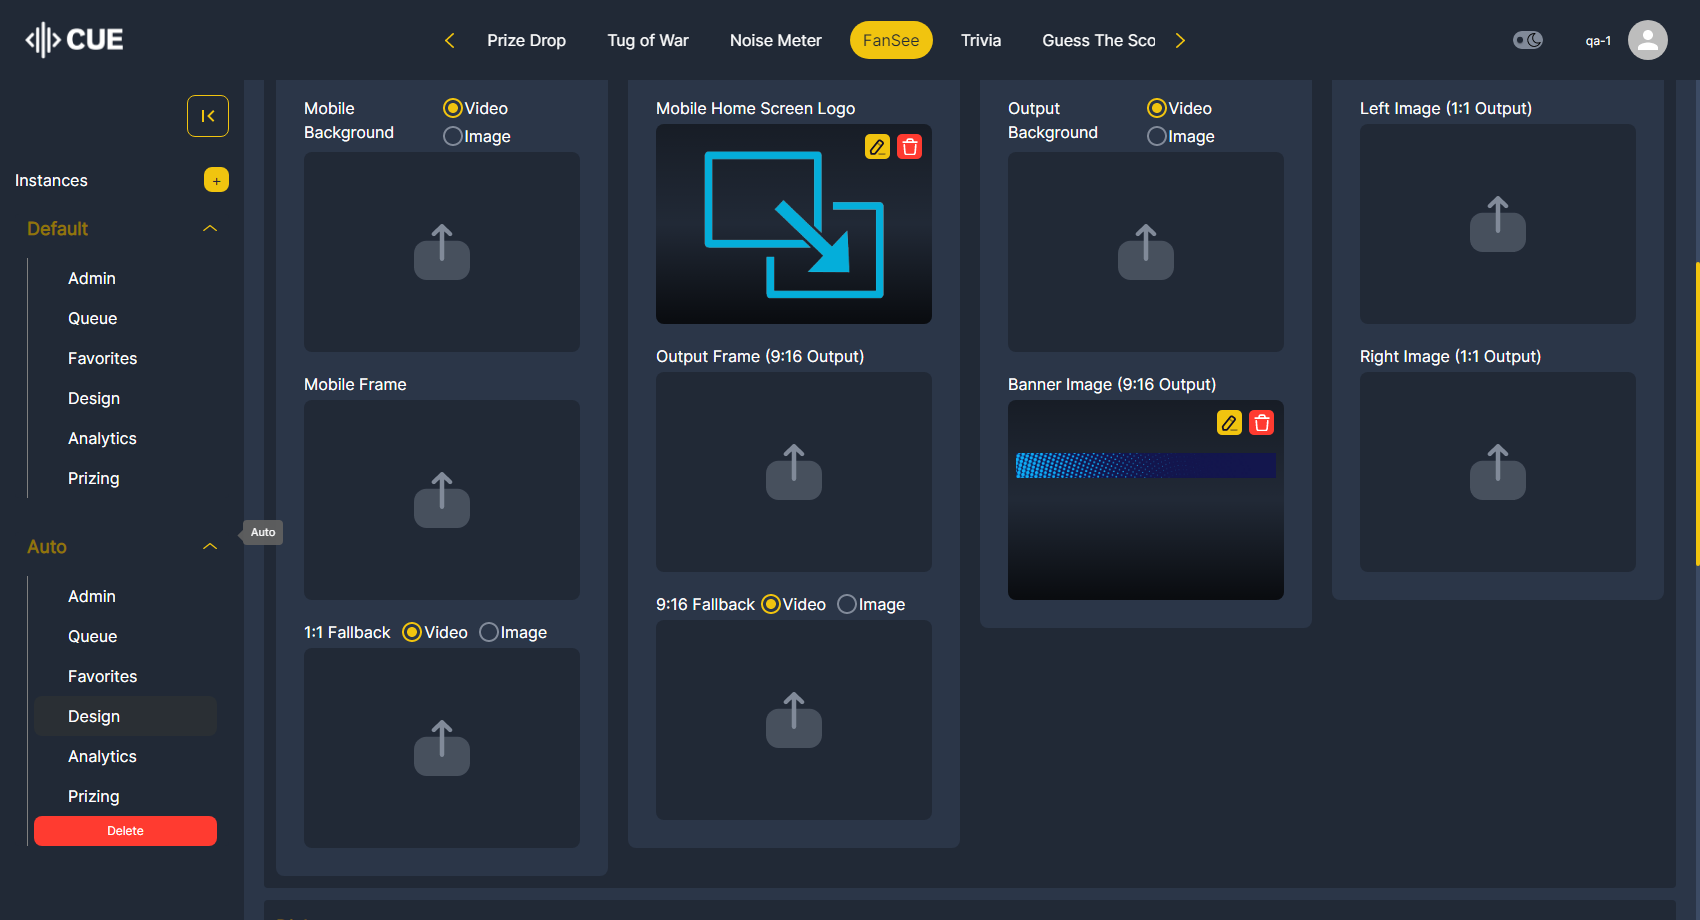 CUE
Prize Drop
Tug of War
Noise Meter
FanSee
Trivia
Guess The Sco
qa-1
Instances
+
Default
Admin
Queue
Favorites
Design
Analytics
Prizing
Auto
Auto
Admin
Queue
Favorites
Design
Analytics
Prizing
Delete
Mobile
Background
Video
Image
Mobile Frame
1:1 Fallback
Video
Image
Mobile Home Screen Logo
Output Frame (9:16 Output)
9:16 Fallback
Video
Image
Output
Background
Video
Image
Banner Image (9:16 Output)
Left Image (1:1 Output)
Right Image (1:1 Output)